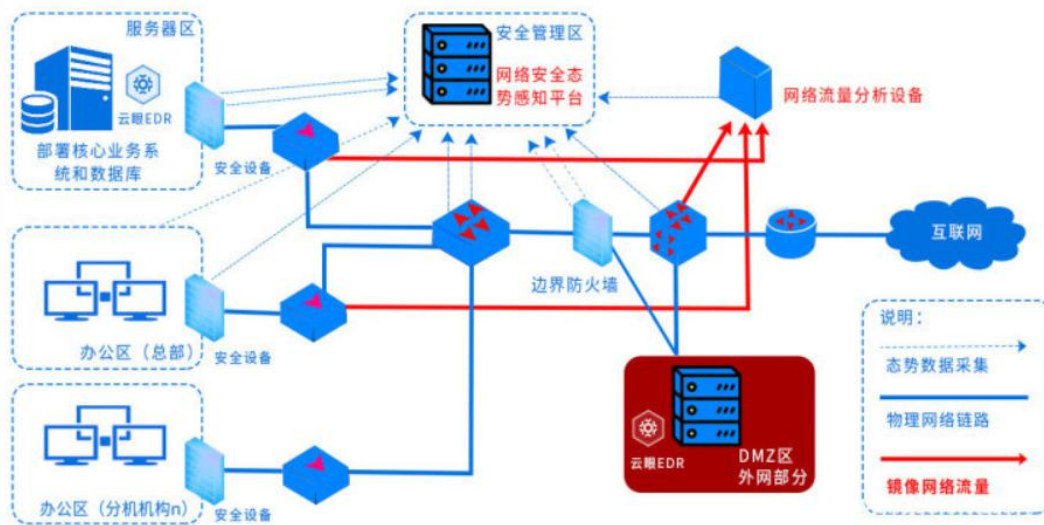 服务器区
云眼EDR
部署核心业务系
统和数据库
安全设备
安全管理区
网络安全态
势感知平台
网络流量分析设备
边界防火墙
互联网
办公区（总部）
安全设备
云眼EDR
DMZ区
外网部分
办公区（分机机构n）
安全设备
说明：
态势数据采集
物理网络链路
镜像网络流量